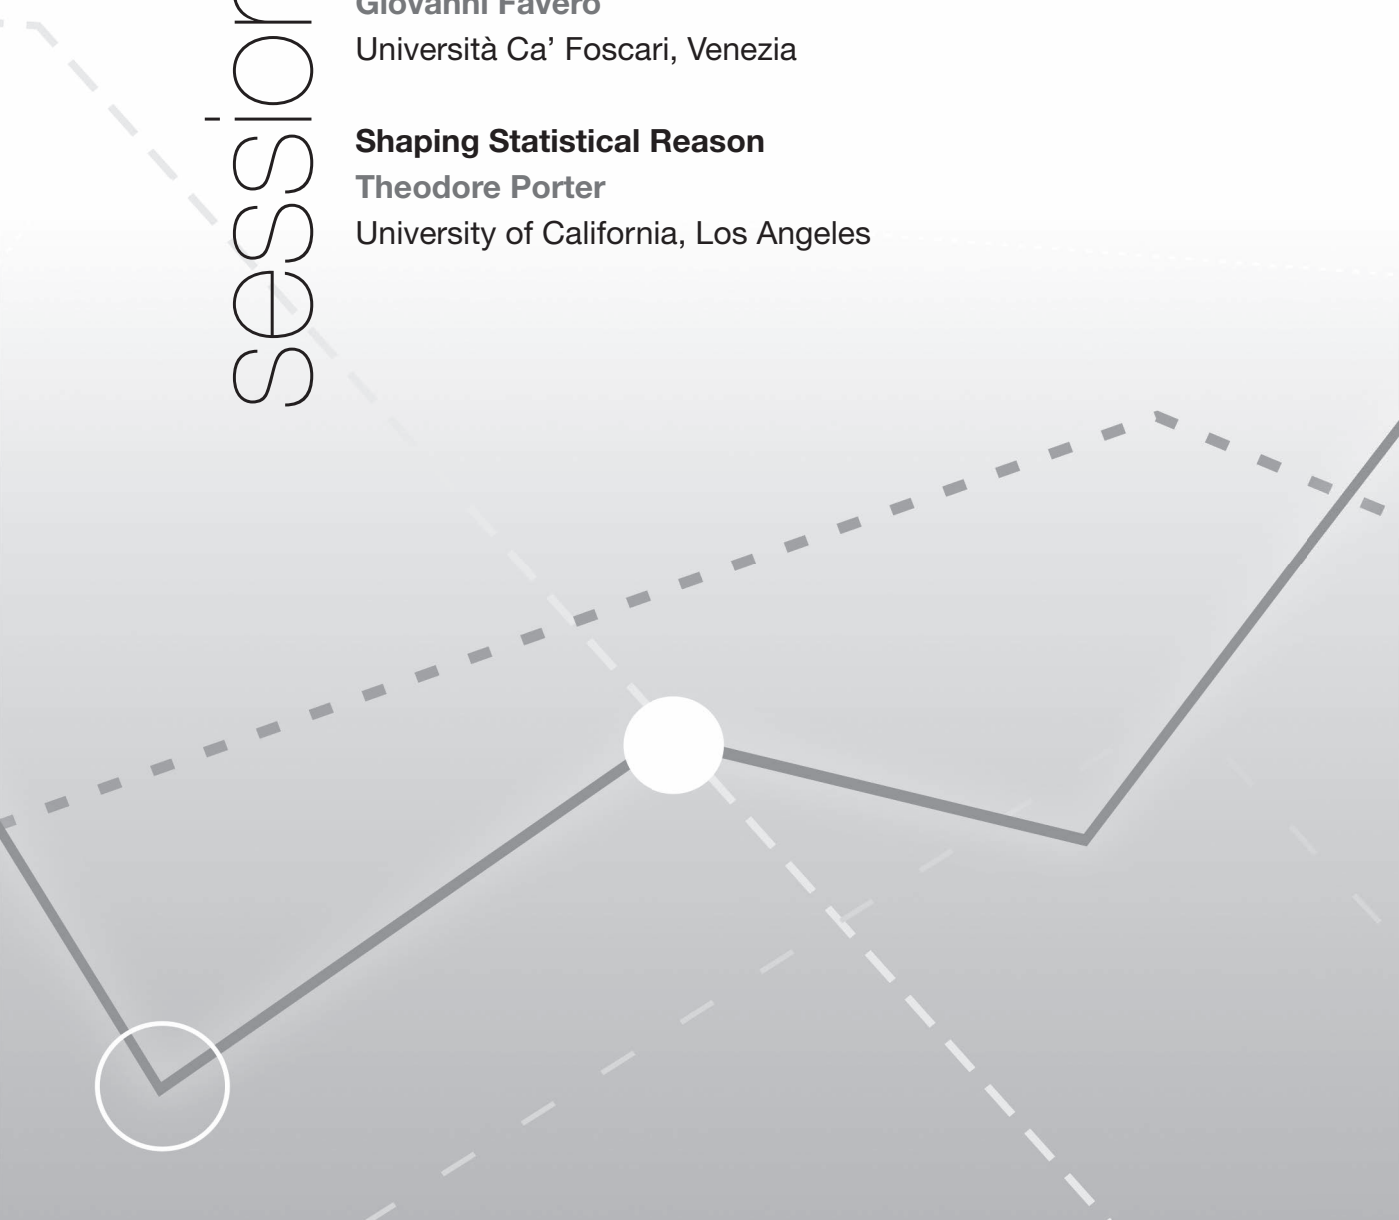 Giovanni Favero
Università Ca’ Foscari, Venezia
Shaping Statistical Reason
Theodore Porter
University of California, Los Angeles
session